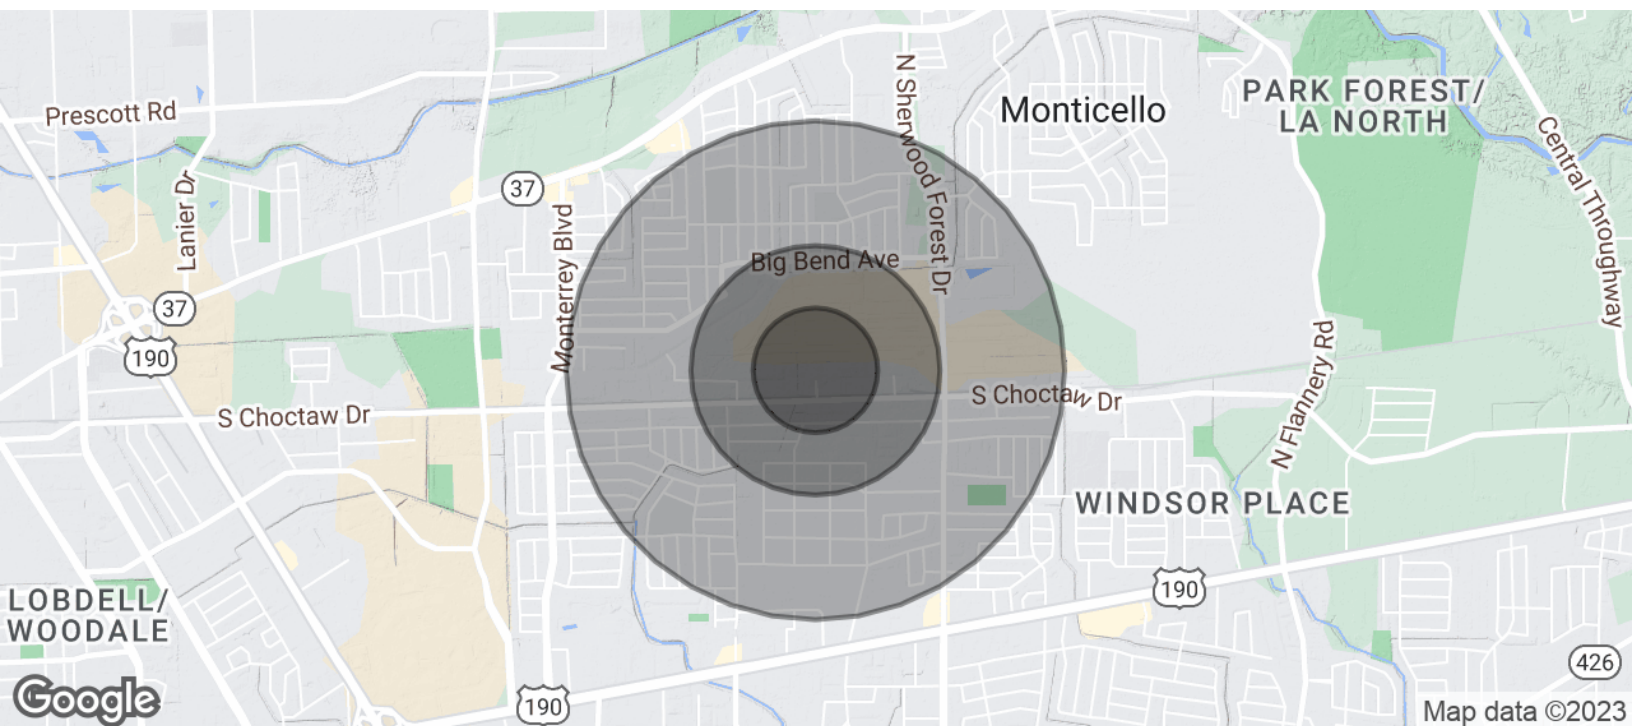 N Sherwood Forest Dr
Monticello
PARK FOREST/
LA NORTH
Prescott Rd
Central Throughway
37
Lanier Dr
Monterrey Blvd
Big Bend Ave
37
190
N Flannery Rd
S Choctaw Dr
S Choctaw Dr
WINDSOR PLACE
190
LOBDELL/
WOODALE
426
Google
190
Map data ©2023